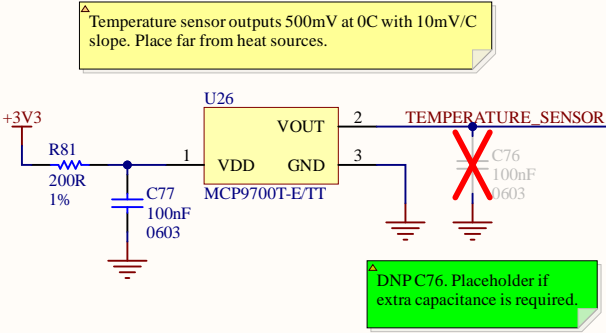 Temperature sensor outputs 500mV at 0C with 10mV/C
slope. Place far from heat sources.
U26
+3V3
VOUT
2
TEMPERATURE_SENSOR
R81
200R
1%
1
VDD
GND
3
MCP9700T-E/TT
C76
100nF
0603
C77
100nF
0603
DNP C76. Placeholder if
extra capacitance is required.